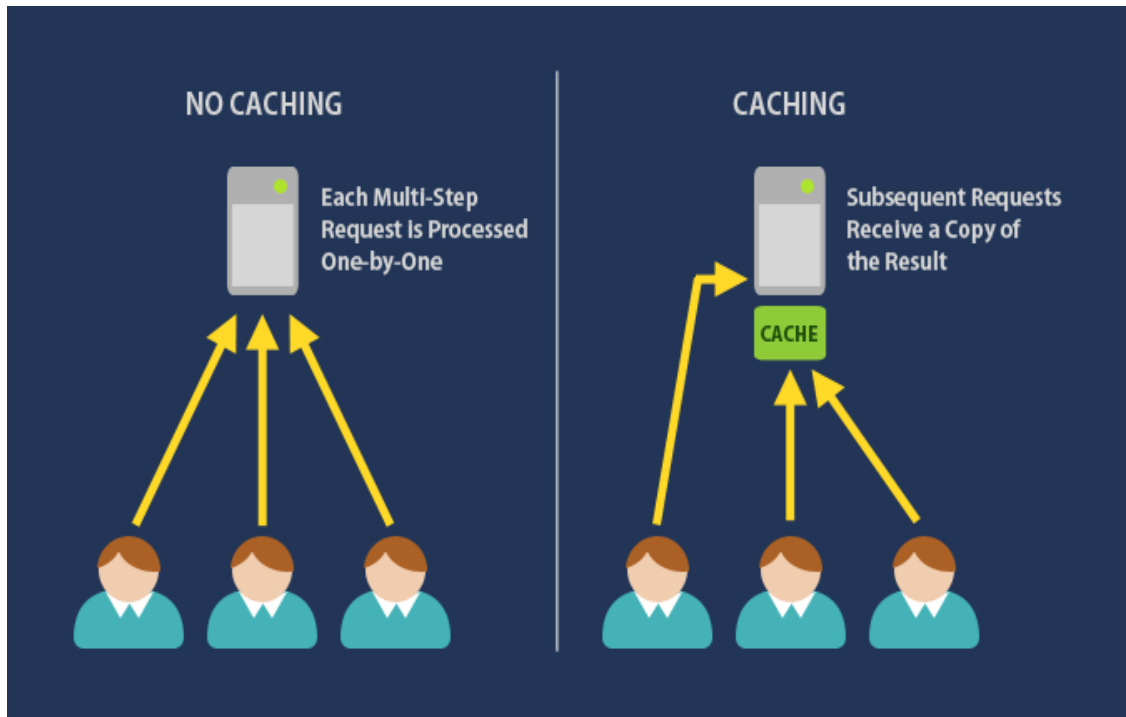 NO CACHING
Each Multi-Step
Request is Processed
One-by-One
CACHING
Subsequent Requests
Receive a Copy of
the Result
CACHE